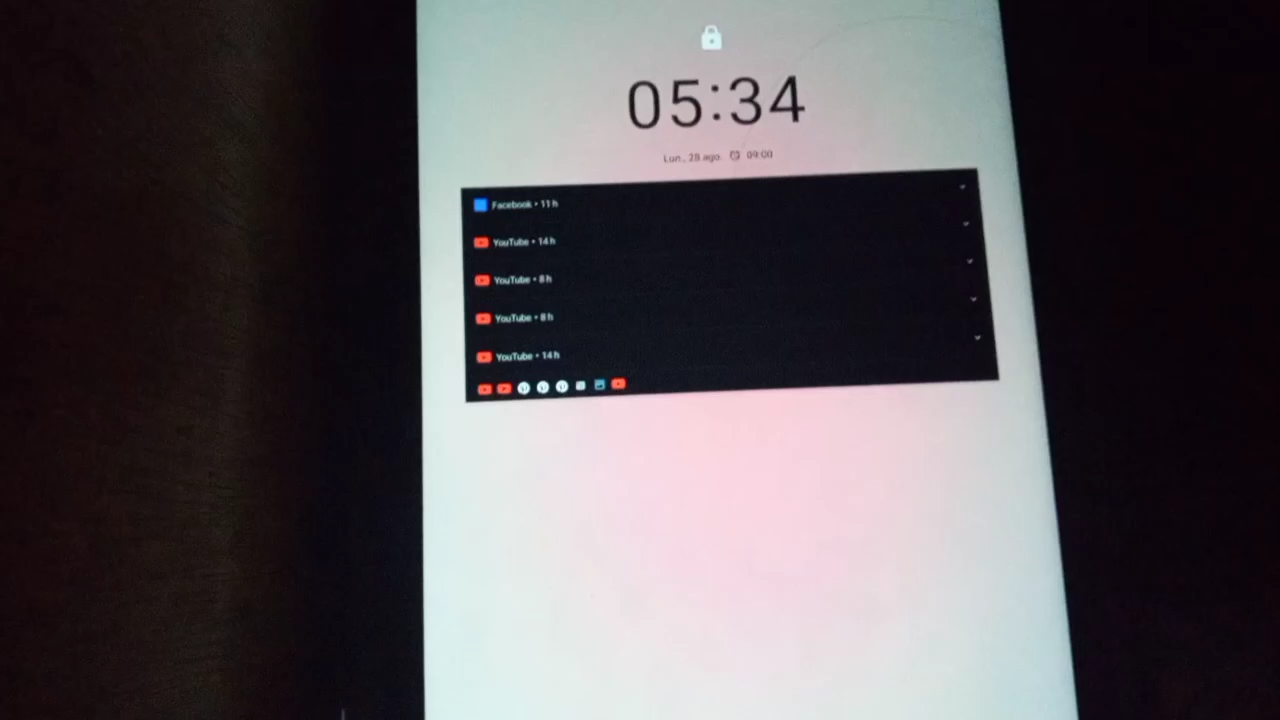 05:34
Lun., 28 ago. 09:00
Facebook • 11 h
YouTube • 14 h
YouTube • 8 h
YouTube • 8 h
YouTube • 14 h